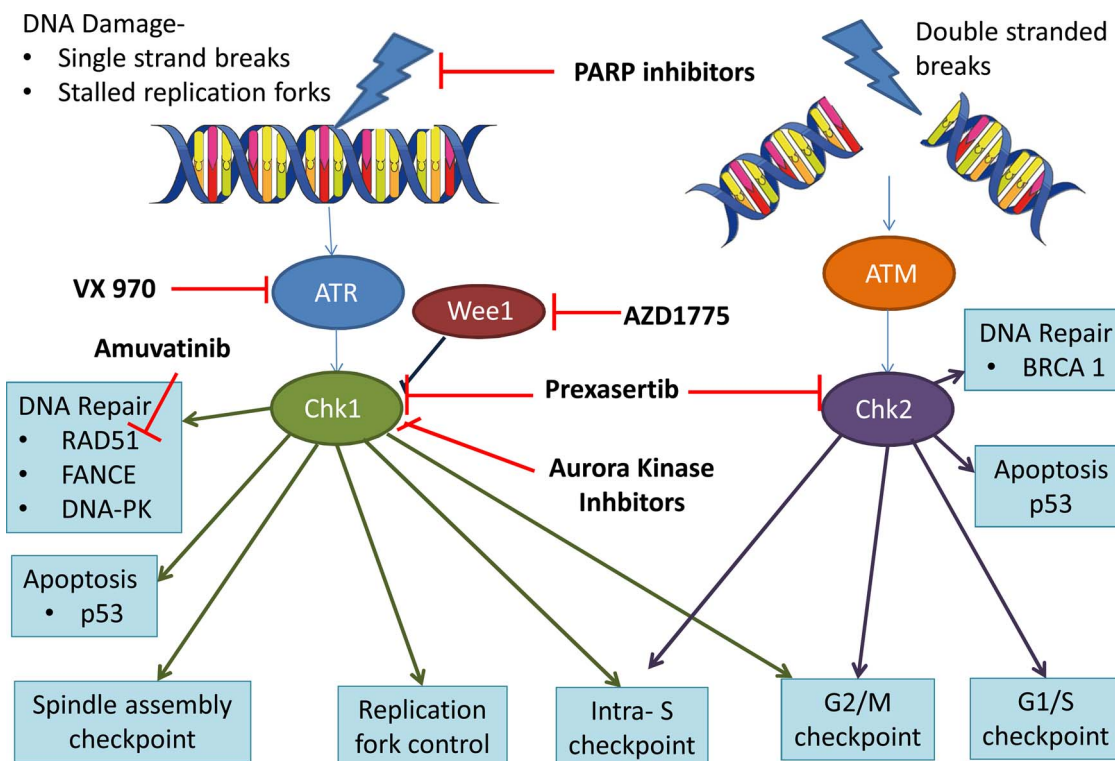 DNA Damage-
• Single strand breaks
• Stalled replication forks
PARP inhibitors
Double stranded
breaks
VX 970
ATR
Wee1
AZD1775
ATM
Amuvatinib
DNA Repair
• RAD51
• FANCE
• DNA-PK
Chk1
Prexasertib
Chk2
DNA Repair
• BRCA 1
Aurora Kinase
Inhbitors
Apoptosis
p53
Apoptosis
• p53
Spindle assembly
checkpoint
Replication
fork control
Intra- S
checkpoint
G2/M
checkpoint
G1/S
checkpoint